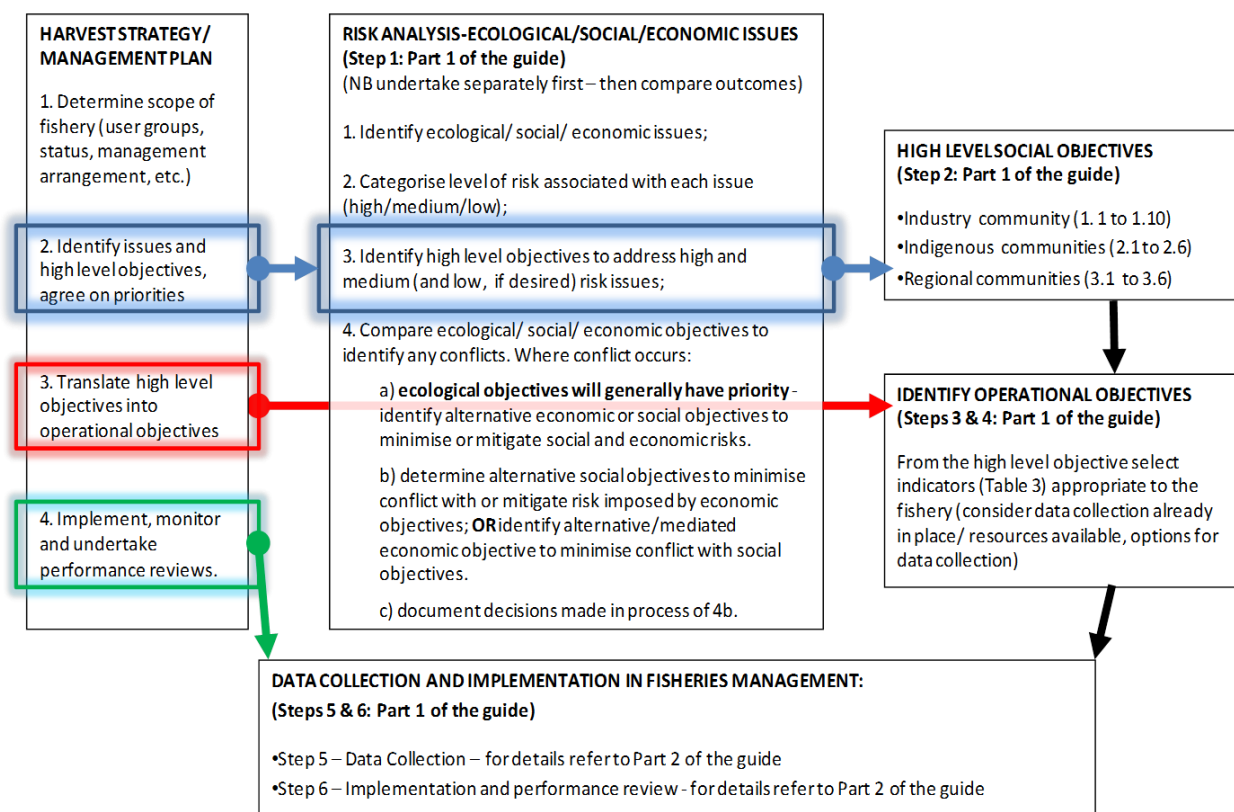 HARVEST STRATEGY/
MANAGEMENT PLAN
1. Determine scope of
fishery (user groups,
status, management
arrangement, etc.)
2. Identify issues and
high level objectives,
agree on priorities
3. Translate high level
objectives into
operational objectives
4. Implement, monitor
and undertake
performance reviews.
RISK ANALYSIS-ECOLOGICAL/SOCIAL/ECONOMIC ISSUES
(Step 1: Part 1 of the guide)
(NB undertake separately first – then compare outcomes)
1. Identify ecological/ social/ economic issues;
2. Categorise level of risk associated with each issue
(high/medium/low);
3. Identify high level objectives to address high and
medium (and low, if desired) risk issues;
4. Compare ecological/ social/ economic objectives to
identify any conflicts. Where conflict occurs:
a) ecological objectives will generally have priority -
identify alternative economic or social objectives to
minimise or mitigate social and economic risks.
b) determine alternative social objectives to minimise
conflict with or mitigate risk imposed by economic
objectives; OR identify alternative/mediated
economic objective to minimise conflict with social
objectives.
c) document decisions made in process of 4b.
HIGH LEVEL SOCIAL OBJECTIVES
(Step 2: Part 1 of the guide)
•Industry community (1. 1 to 1.10)
•Indigenous communities (2.1 to 2.6)
•Regional communities (3.1 to 3.6)
IDENTIFY OPERATIONAL OBJECTIVES
(Steps 3 & 4: Part 1 of the guide)
From the high level objective select
indicators (Table 3) appropriate to the
fishery (consider data collection already
in place/ resources available, options for
data collection)
DATA COLLECTION AND IMPLEMENTATION IN FISHERIES MANAGEMENT:
(Steps 5 & 6: Part 1 of the guide)
•Step 5 – Data Collection – for details refer to Part 2 of the guide
•Step 6 – Implementation and performance review - for details refer to Part 2 of the guide